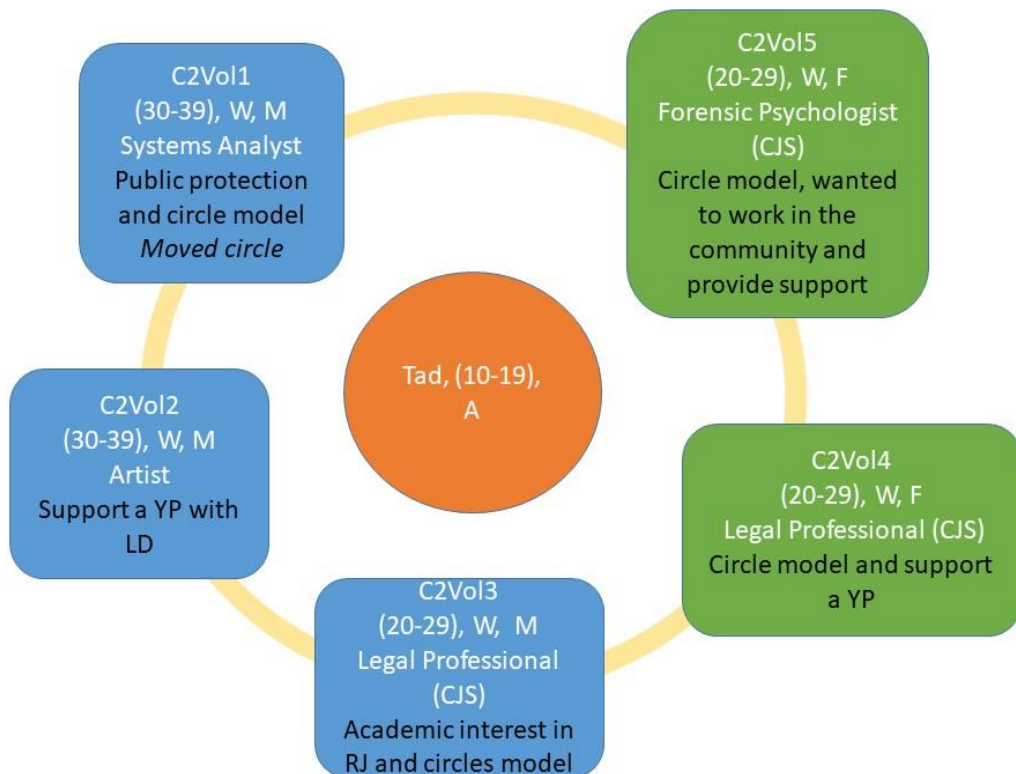 C2Vol1
(30-39), W, M
Systems Analyst
Public protection
and circle model
Moved circle
C2Vol5
(20-29), W, F
Forensic Psychologist
(CJS)
Circle model, wanted
to work in the
community and
provide support
Tad, (10-19),
A
C2Vol2
(30-39), W, M
Artist
Support a YP with
LD
C2Vol4
(20-29), W, F
Legal Professional (CJS)
Circle model and support
a YP
C2Vol3
(20-29), W, M
Legal Professional
(CJS)
Academic interest in
RJ and circles model